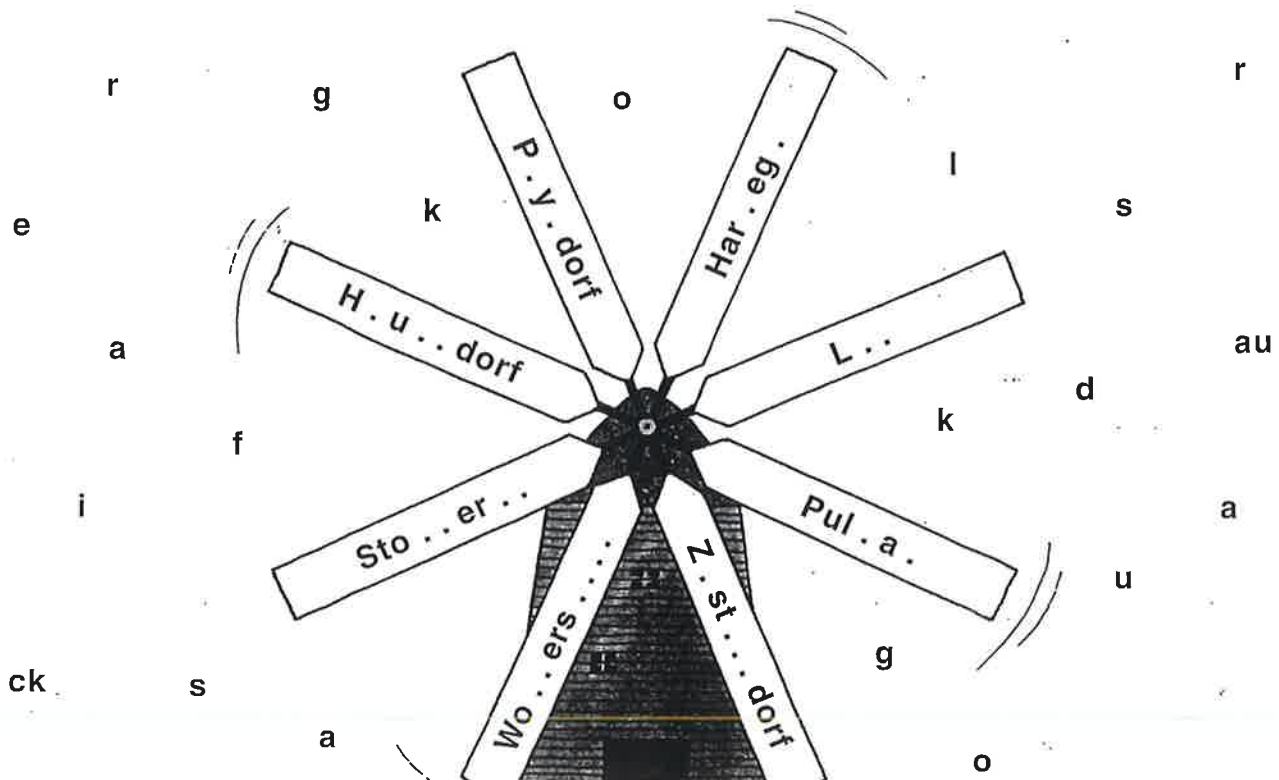 r
g
o
r
P . y . dorf
Har . eg .
l
s
k
e
H . u . . dorf
L . .
a
au
d
k
f
Sto . . er . .
Pul . a .
i
a
Wo . . ers . . . . .
Z . st . . . . dorf
u
g
ck
s
a
o